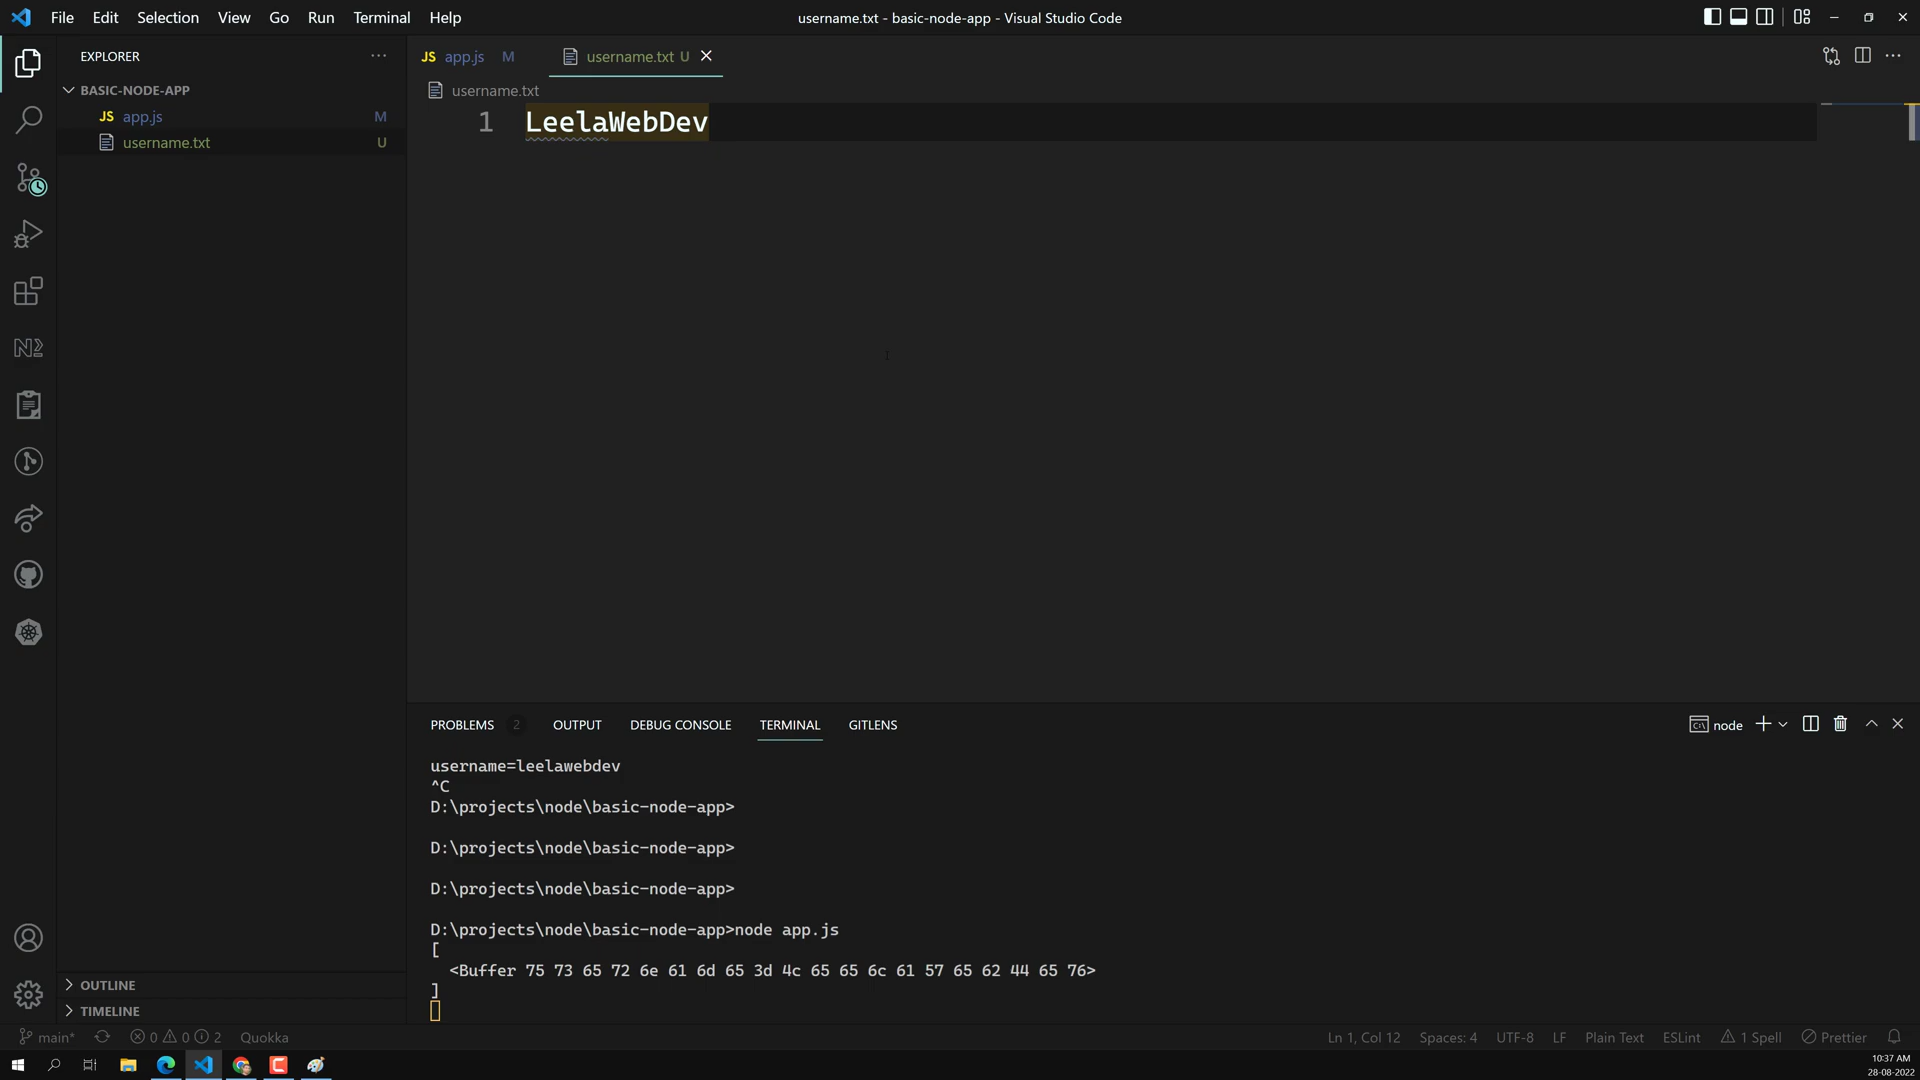 File Edit Selection View Go Run Terminal Help
username.txt - basic-node-app - Visual Studio Code
EXPLORER
BASIC-NODE-APP
JS app.js M
username.txt U
JS app.js M
username.txt U
username.txt
1 LeelaWebDev
PROBLEMS 2 OUTPUT DEBUG CONSOLE TERMINAL GITLENS
node
username=leelawebdev
^C
D:\projects\node\basic-node-app>
D:\projects\node\basic-node-app>
D:\projects\node\basic-node-app>
D:\projects\node\basic-node-app>node app.js
[
<Buffer 75 73 65 72 6e 61 6d 65 3d 4c 65 65 6c 61 57 65 62 44 65 76>
]
OUTLINE
TIMELINE
main* 0 0 2 Quokka
Ln 1, Col 12 Spaces: 4 UTF-8 LF Plain Text ESLint 1 Spell Prettier
10:37 AM
28-08-2022